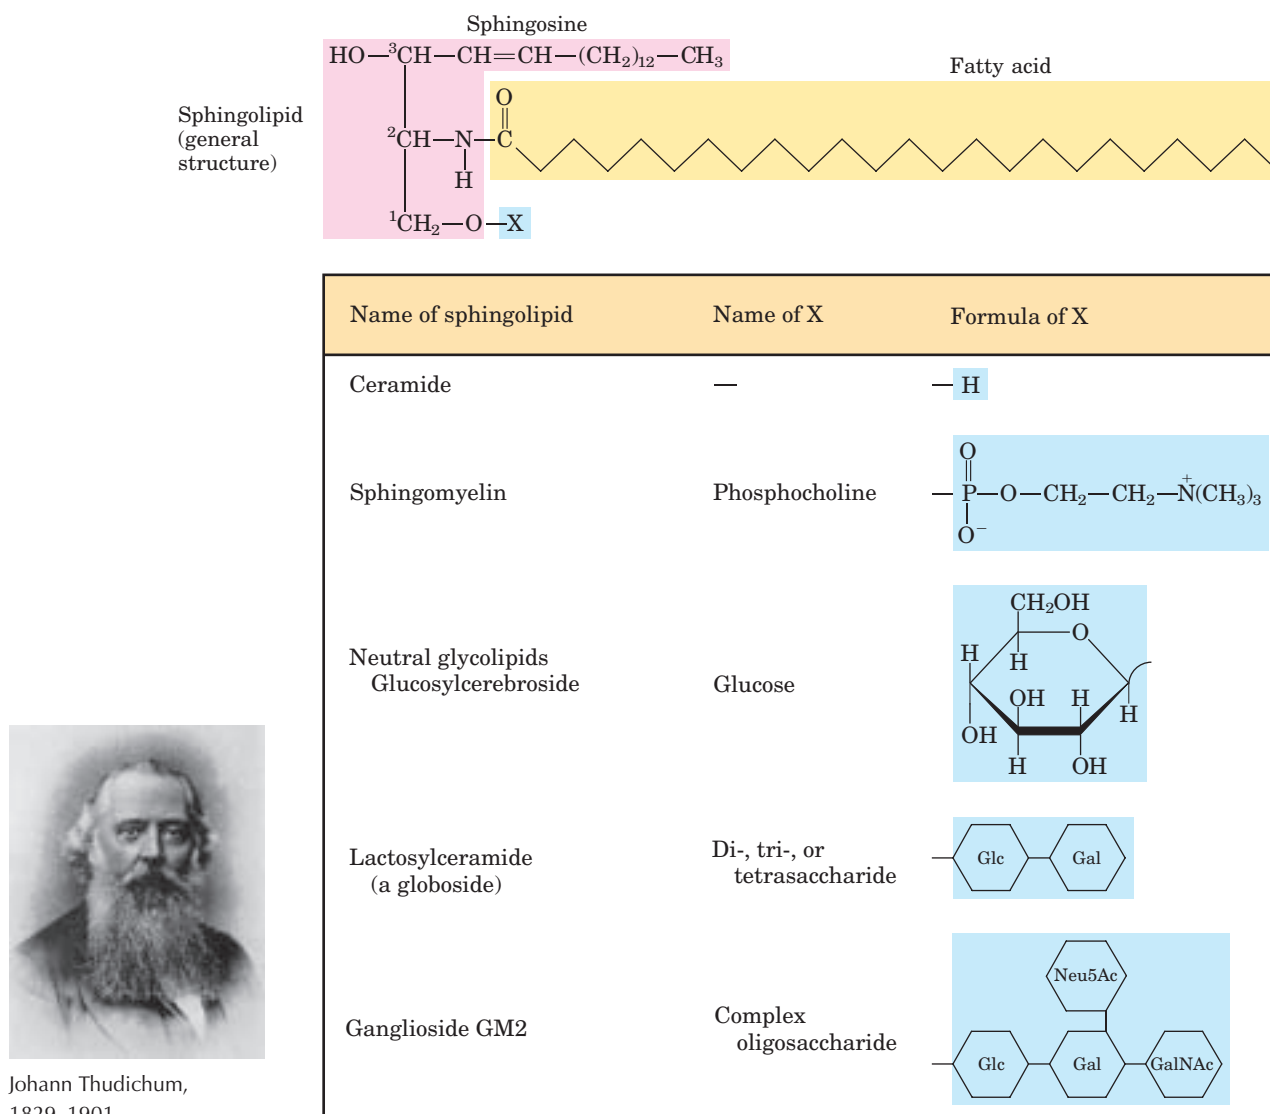 Sphingosine
HO—³CH—CH=CH—(CH₂)₁₂—CH₃
Fatty acid
O
Sphingolipid
(general
structure)
²CH—N—C
H
¹CH₂—O—X
Name of sphingolipid Name of X Formula of X
Ceramide — —H
O
Sphingomyelin Phosphocholine —P—O—CH₂—CH₂—N⁺(CH₃)₃
O⁻
CH₂OH
O
H
H
Neutral glycolipids
Glucosylcerebroside Glucose
OH H
H
OH
H OH
Lactosylceramide
(a globoside)
Di-, tri-, or
tetrasaccharide
Glc Gal
Neu5Ac
Ganglioside GM2
Complex
oligosaccharide
Glc Gal GalNAc
Johann Thudichum,
1829–1901